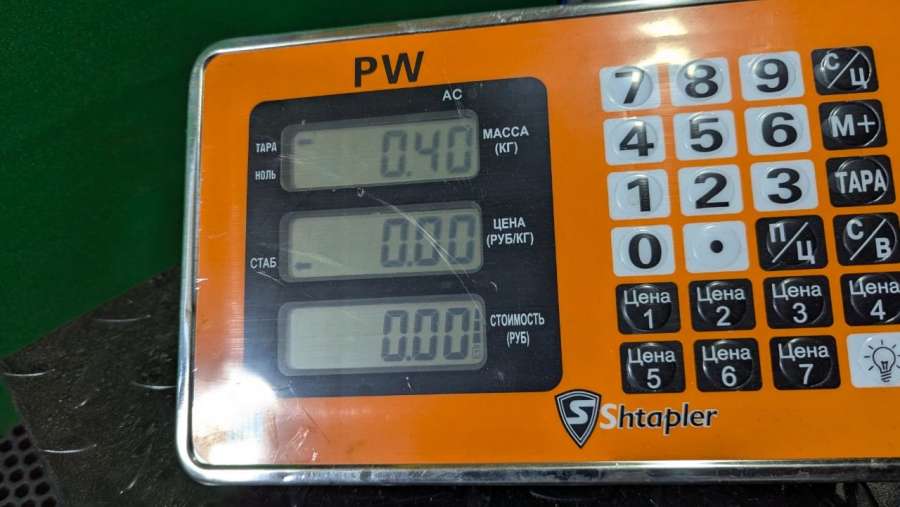 PW
AC
ТАРА
НОЛЬ
0.40
МАССА
(КГ)
СТАБ
0.00
ЦЕНА
(РУБ/КГ)
0.00
СТОИМОСТЬ
(РУБ)
7 8 9 С/Ц
4 5 6 М+
1 2 3 ТАРА
0 . П/Ц С/В
Цена 1 Цена 2 Цена 3 Цена 4
Цена 5 Цена 6 Цена 7
S Shtapler